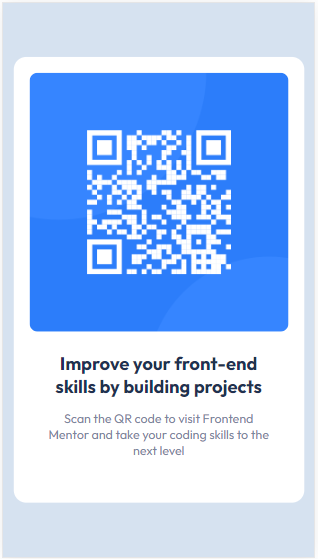 Improve your front-end
skills by building projects
Scan the QR code to visit Frontend
Mentor and take your coding skills to the
next level